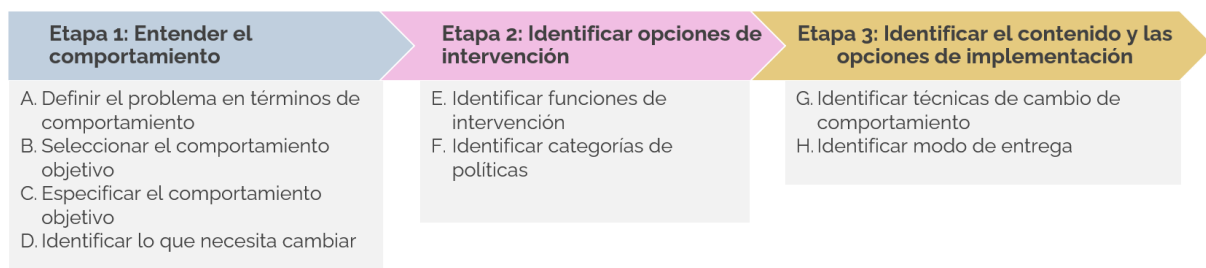 Etapa 1: Entender el
comportamiento
A. Definir el problema en términos de
comportamiento
B. Seleccionar el comportamiento
objetivo
C. Especificar el comportamiento
objetivo
D. Identificar lo que necesita cambiar
Etapa 2: Identificar opciones de
intervención
E. Identificar funciones de
intervención
F. Identificar categorías de
políticas
Etapa 3: Identificar el contenido y las
opciones de implementación
G. Identificar técnicas de cambio de
comportamiento
H. Identificar modo de entrega